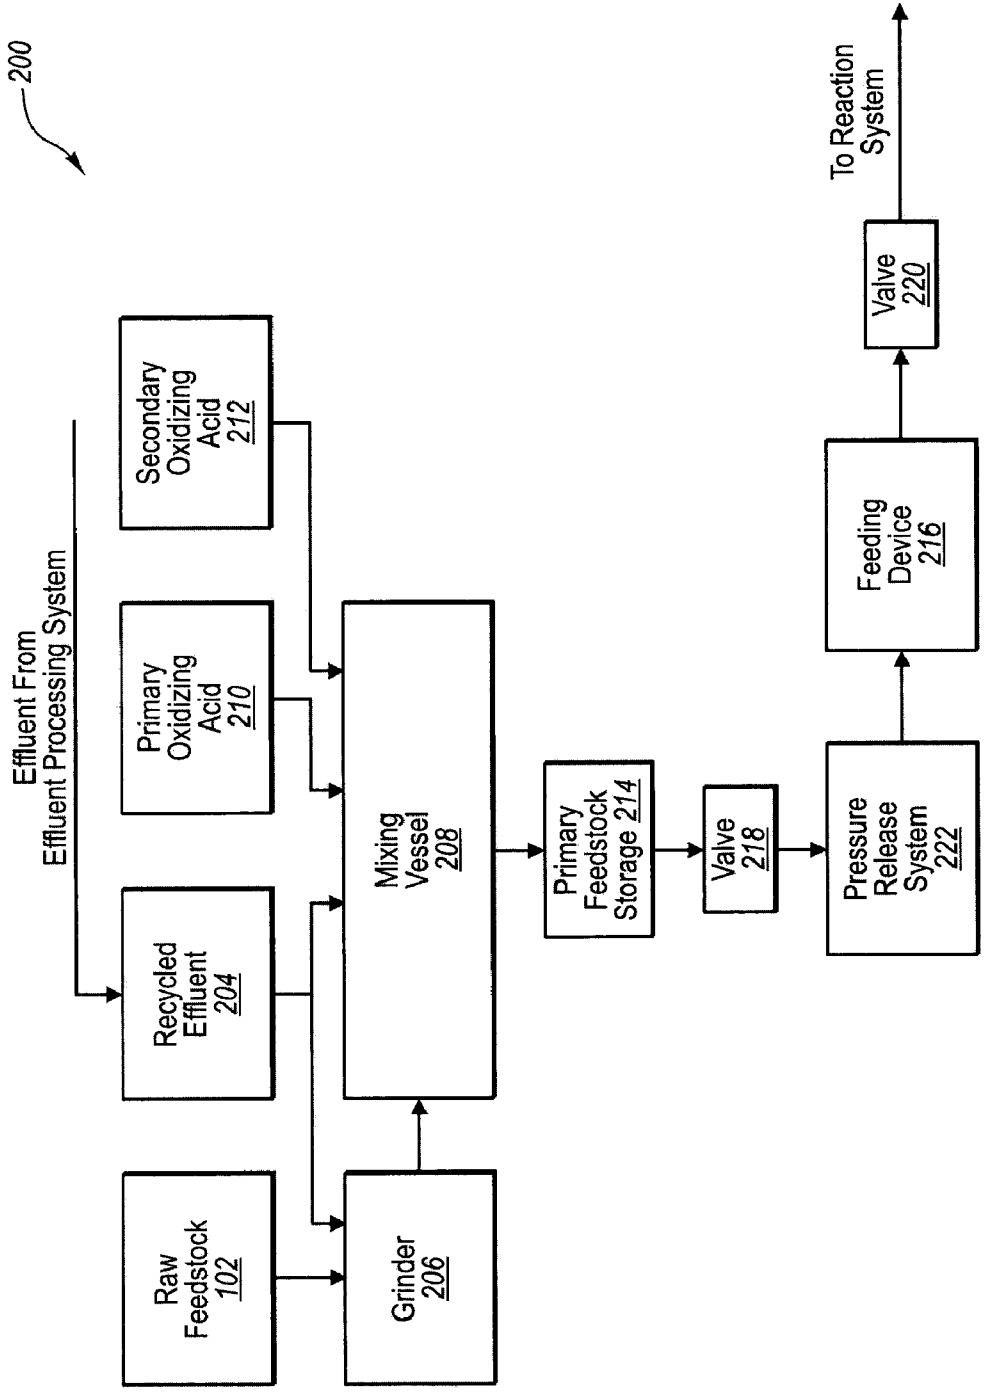 200
Effluent From
Effluent Processing System
Raw
Feedstock
102
Recycled
Effluent
204
Primary
Oxidizing
Acid
210
Secondary
Oxidizing
Acid
212
Grinder
206
Mixing
Vessel
208
Primary
Feedstock
Storage 214
Valve
218
Pressure
Release
System
222
Feeding
Device
216
Valve
220
To Reaction
System